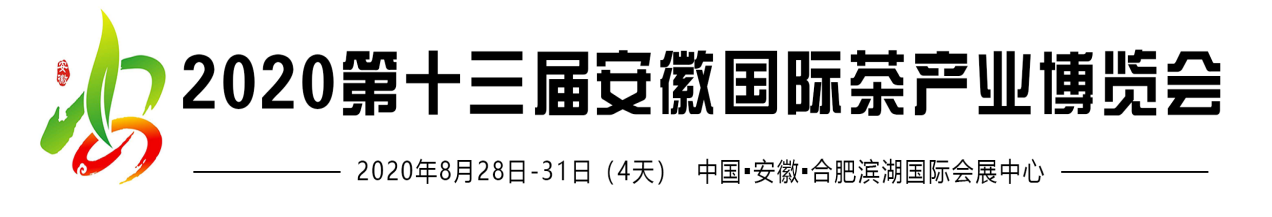 安徽
2020第十三届安徽国际茶产业博览会
2020年8月28日-31日（4天） 中国▪安徽▪合肥滨湖国际会展中心